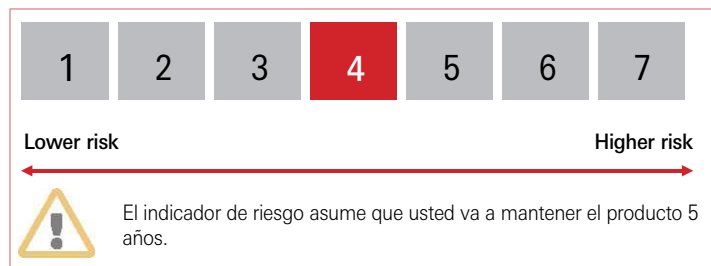 1 2 3 4 5 6 7
Lower risk Higher risk
El indicador de riesgo asume que usted va a mantener el producto 5
años.